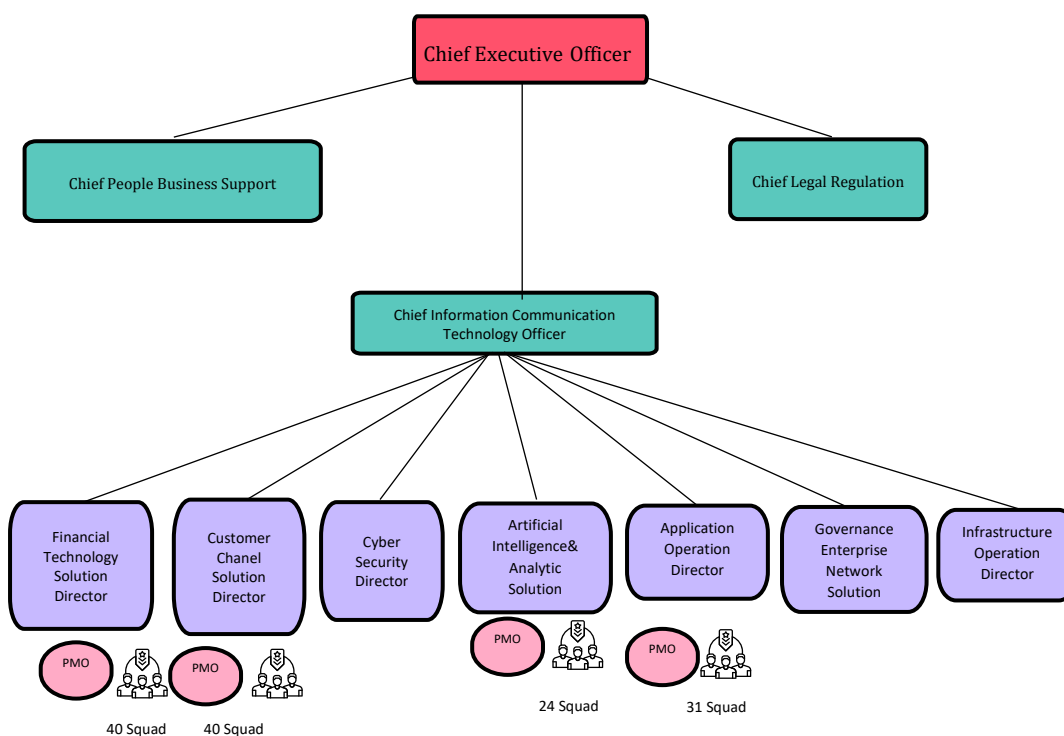 Chief Executive Officer
Chief People Business Support
Chief Legal Regulation
Chief Information Communication
Technology Officer
Financial
Technology
Solution
Director
Customer
Chanel
Solution
Director
Cyber
Security
Director
Artificial
Intelligence&
Analytic
Solution
Application
Operation
Director
Governance
Enterprise
Network
Solution
Infrastructure
Operation
Director
PMO
PMO
PMO
PMO
40 Squad
40 Squad
24 Squad
31 Squad